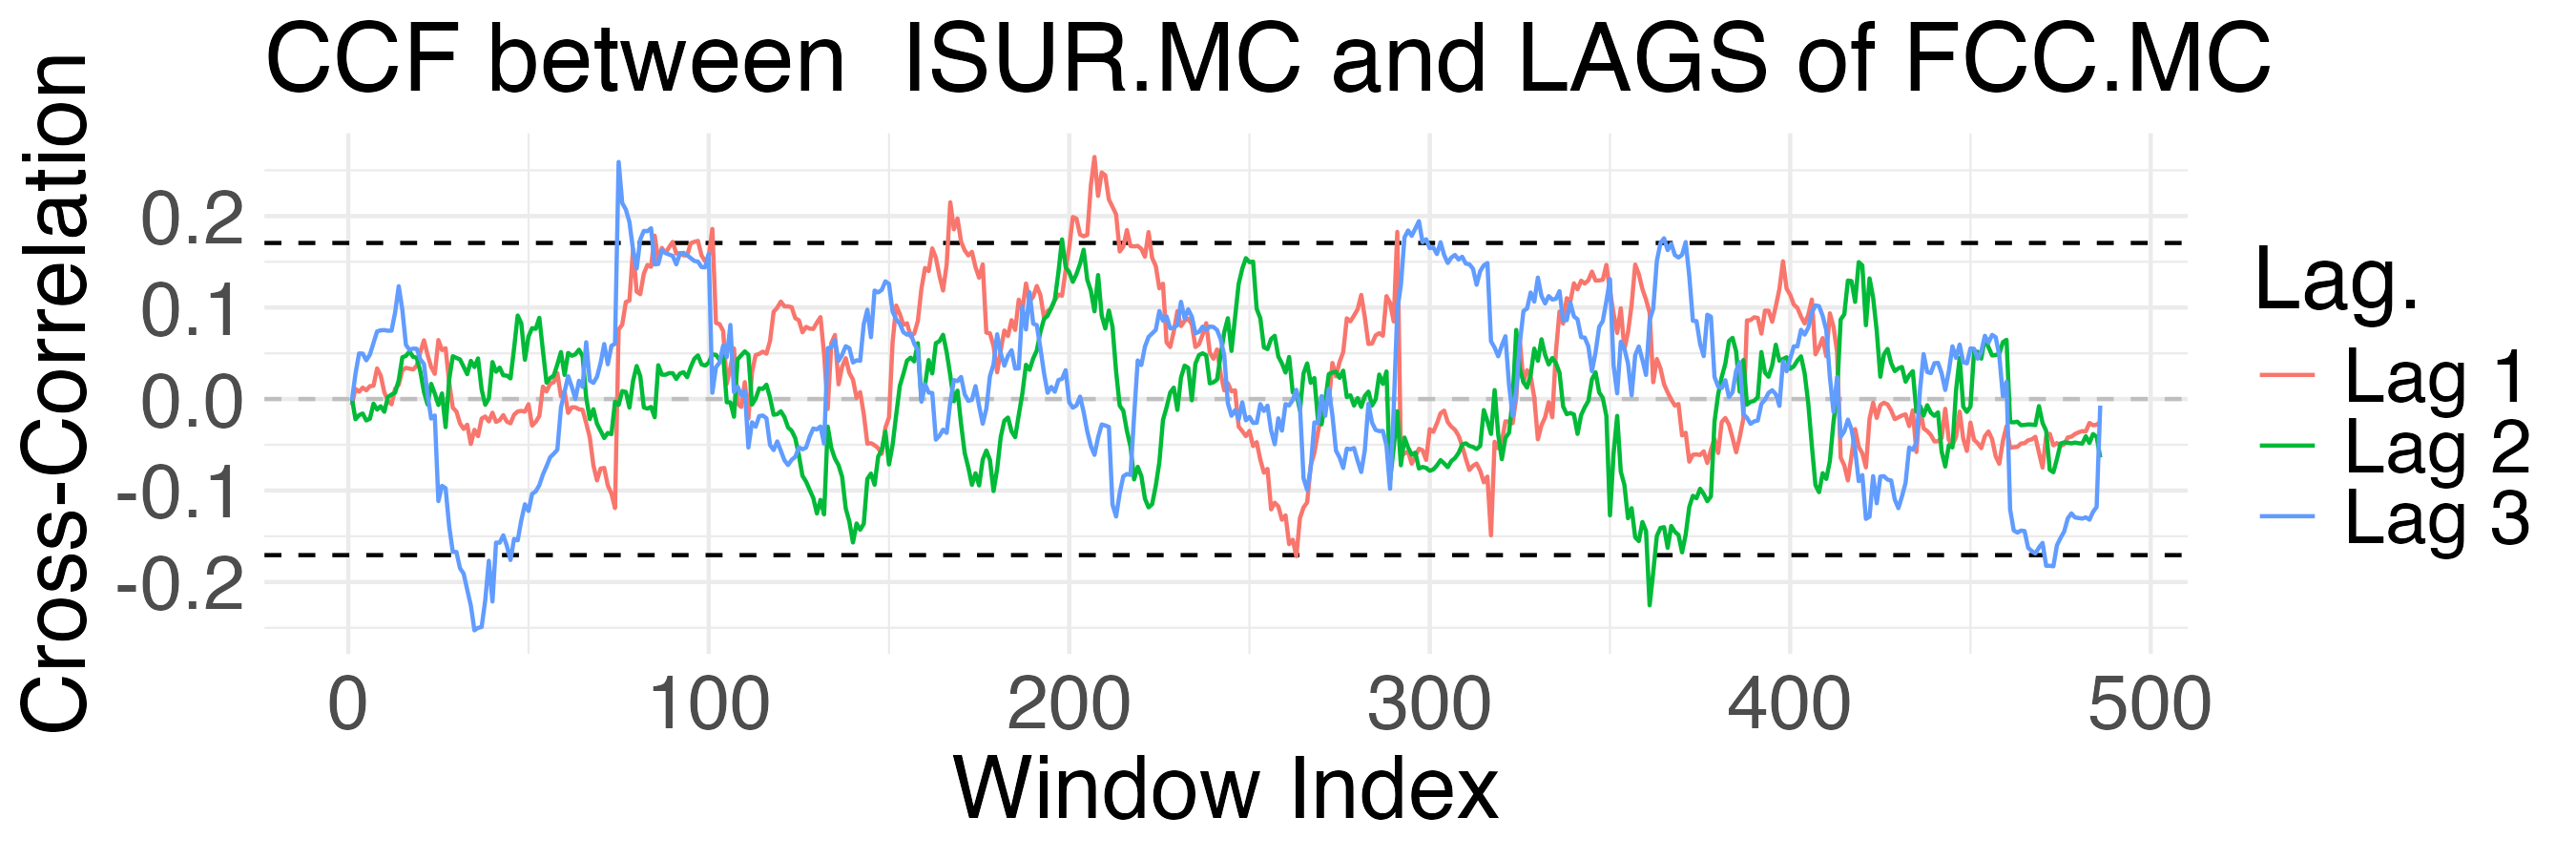 CCF between  ISUR.MC and LAGS of FCC.MC
Cross-Correlation
0.2
0.1
0.0
-0.1
-0.2
0 100 200 300 400 500
Window Index
Lag.
Lag 1
Lag 2
Lag 3